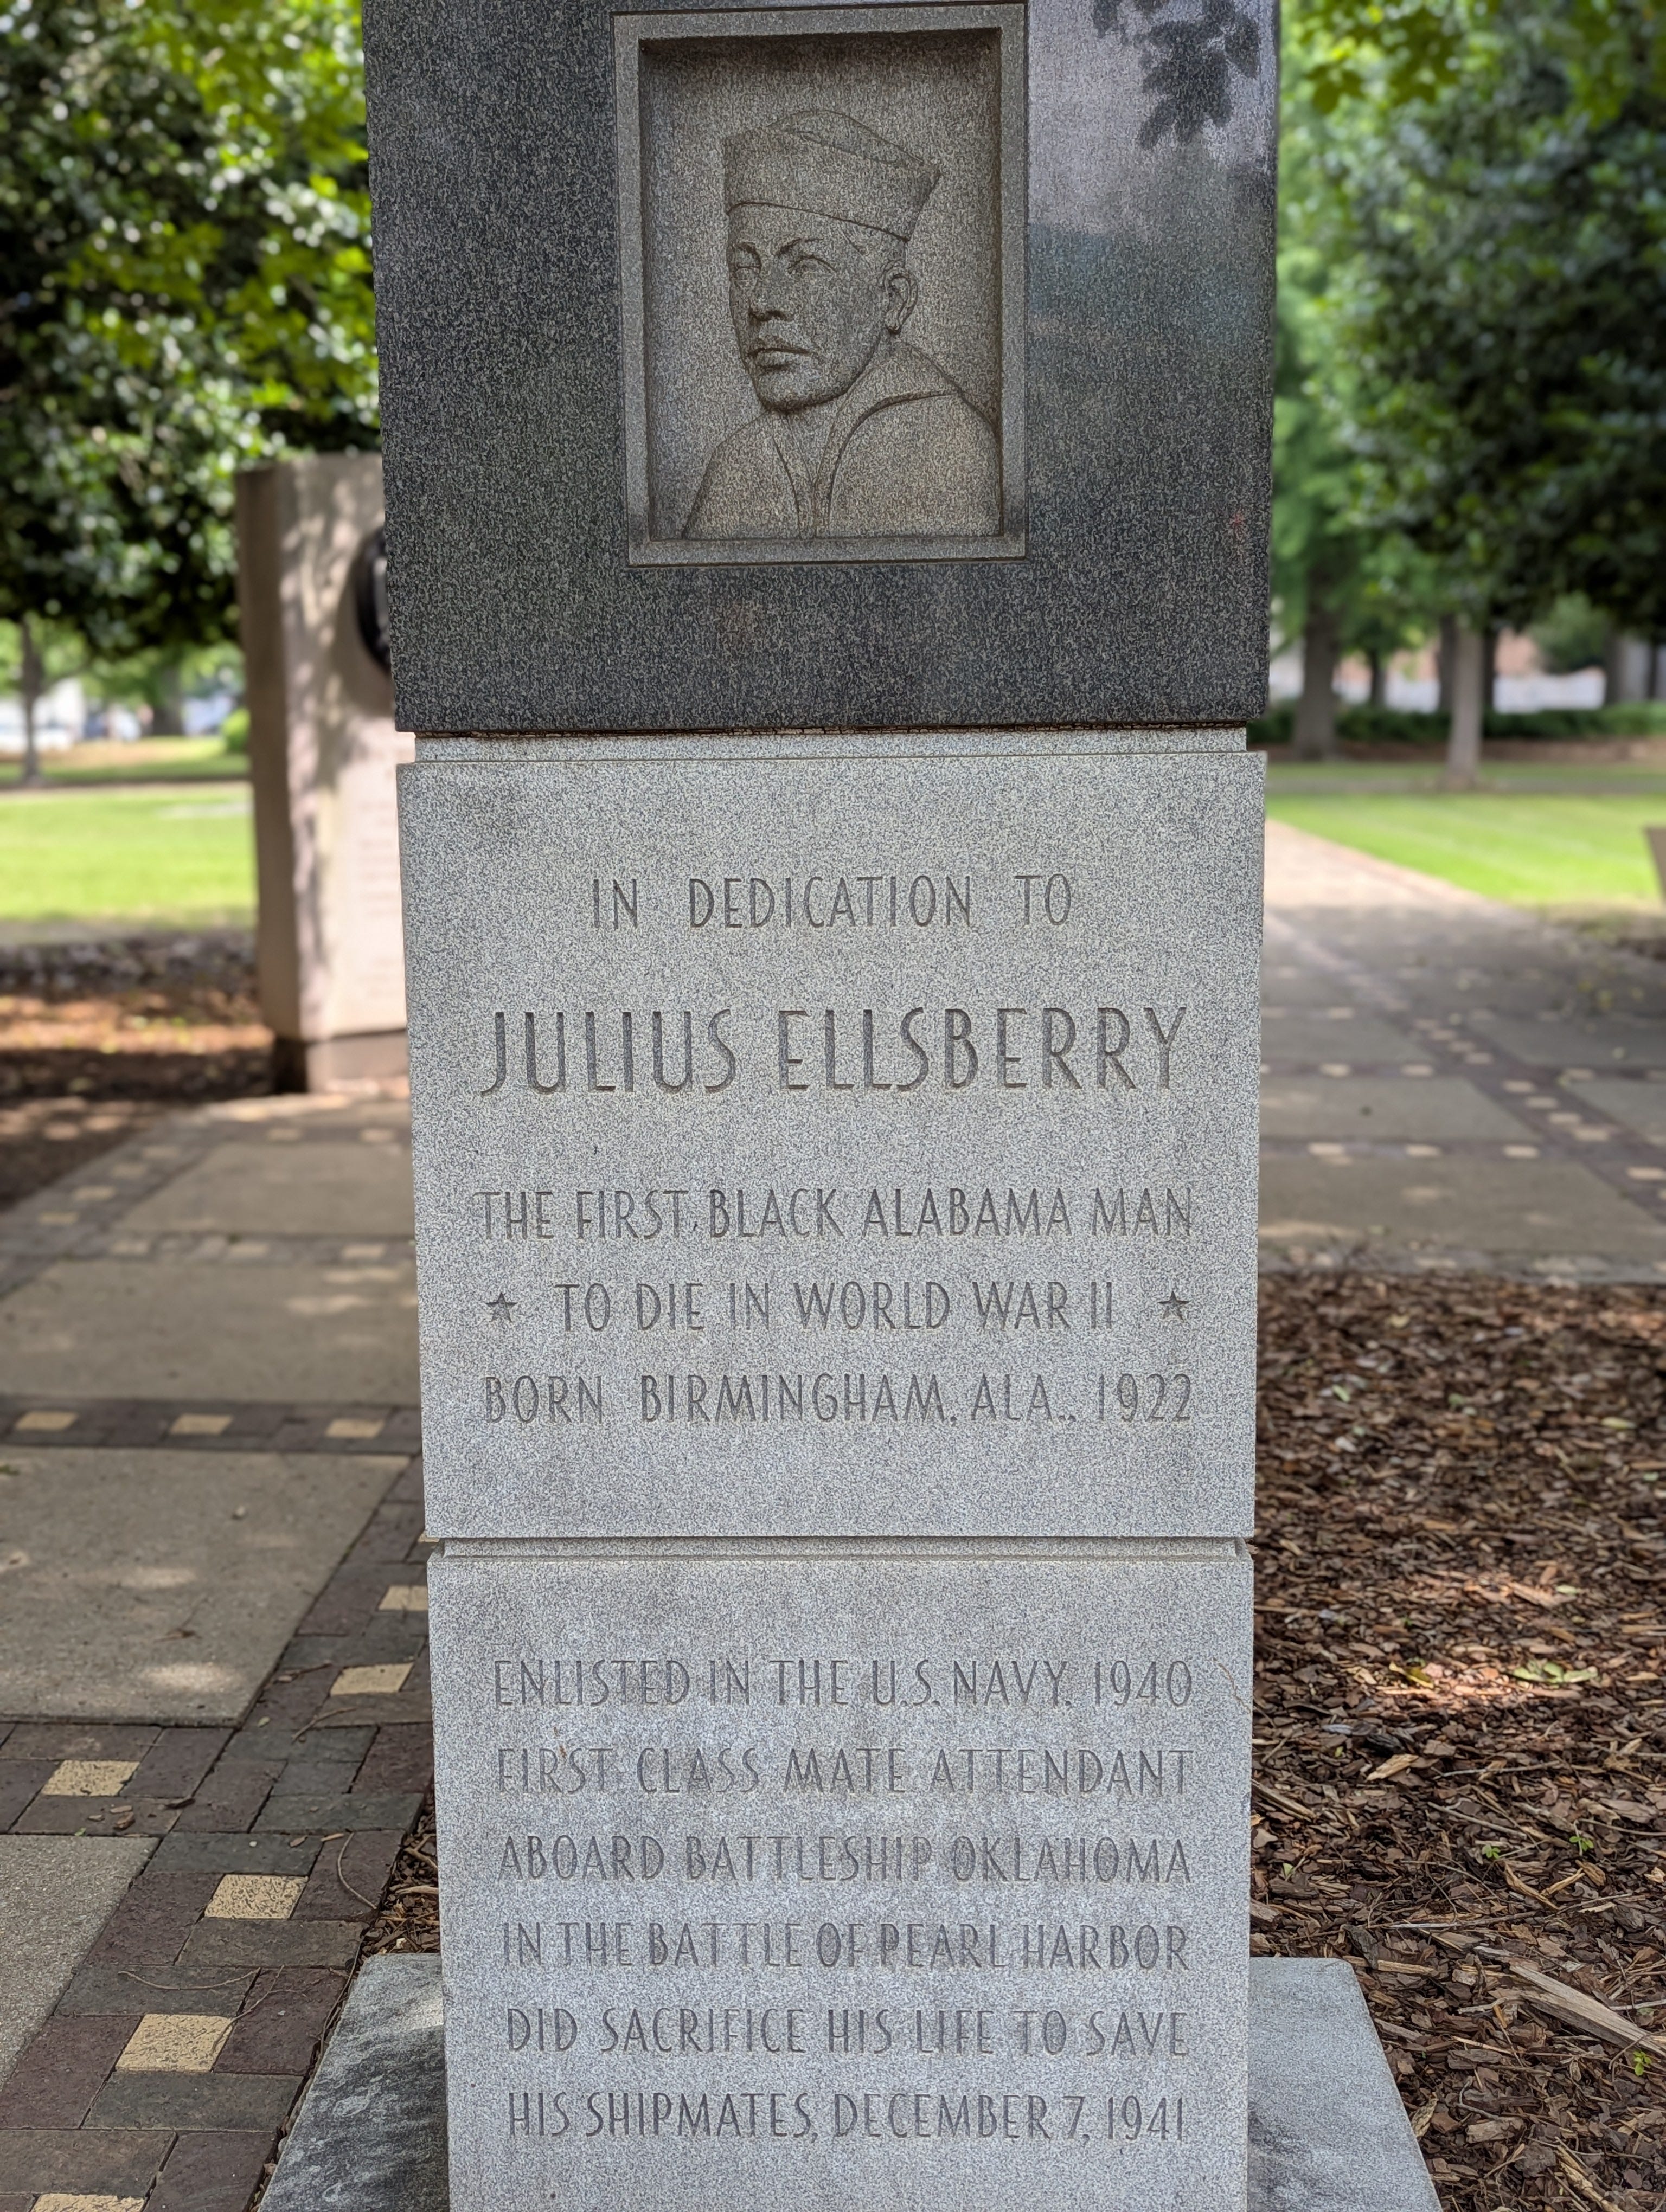 IN DEDICATION TO
JULIUS ELLSBERRY
THE FIRST BLACK ALABAMA MAN
★ TO DIE IN WORLD WAR II ★
BORN BIRMINGHAM, ALA., 1922
ENLISTED IN THE U.S. NAVY, 1940
FIRST CLASS MATE ATTENDANT
ABOARD BATTLESHIP OKLAHOMA
IN THE BATTLE OF PEARL HARBOR
DID SACRIFICE HIS LIFE TO SAVE
HIS SHIPMATES, DECEMBER 7, 1941